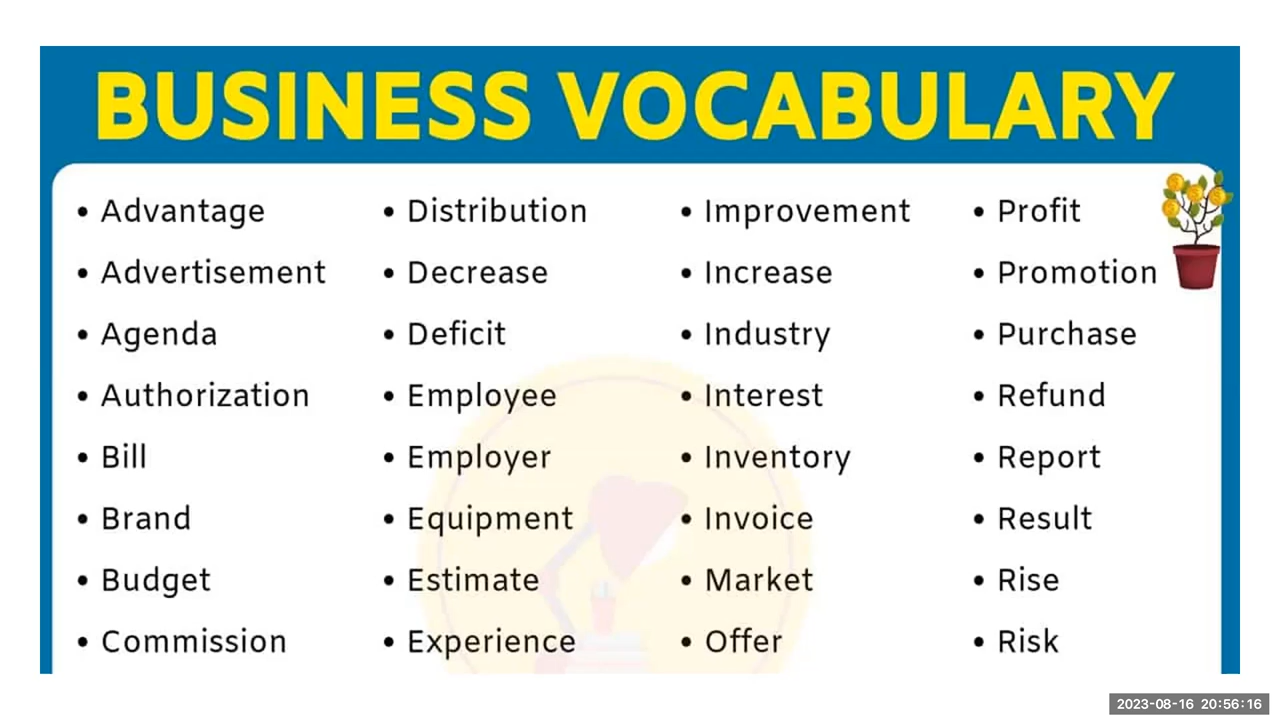 BUSINESS VOCABULARY
• Advantage
• Advertisement
• Agenda
• Authorization
• Bill
• Brand
• Budget
• Commission
• Distribution
• Decrease
• Deficit
• Employee
• Employer
• Equipment
• Estimate
• Experience
• Improvement
• Increase
• Industry
• Interest
• Inventory
• Invoice
• Market
• Offer
• Profit
• Promotion
• Purchase
• Refund
• Report
• Result
• Rise
• Risk
2023-08-16 20:56:16